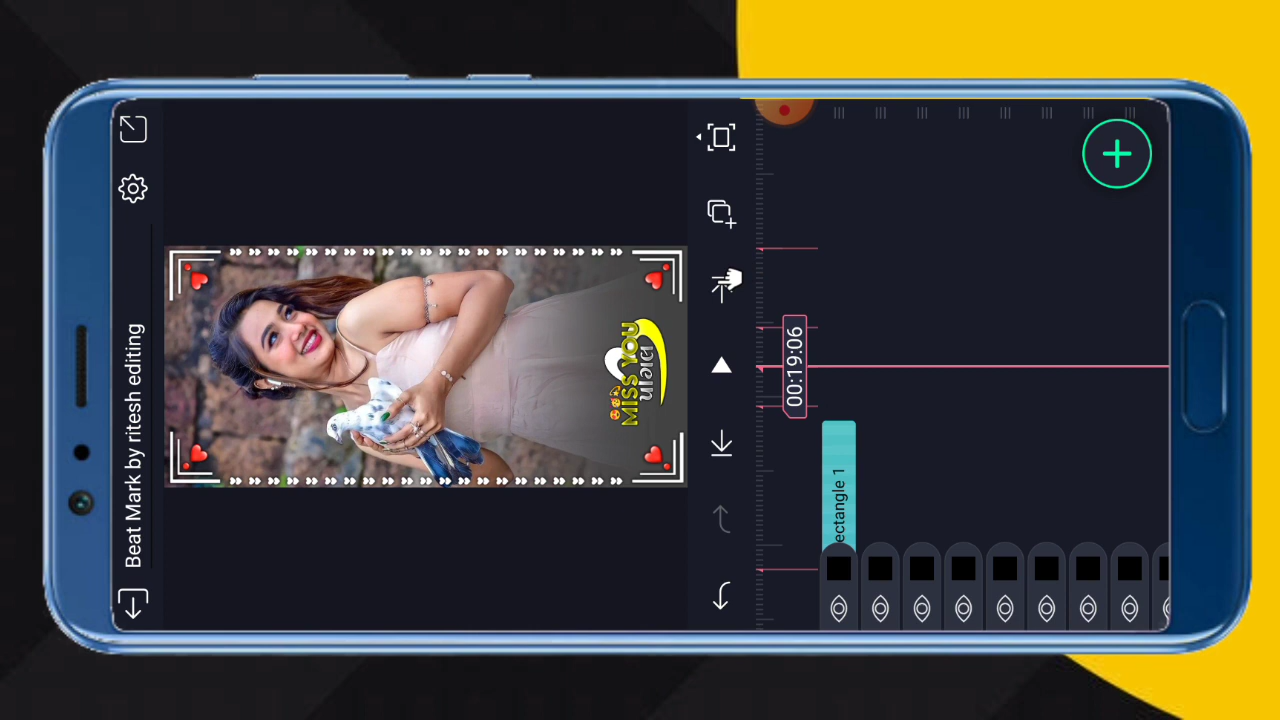 Beat Mark by ritesh editing
MISS YOU
પાગલ
00:19:06
ectangle 1